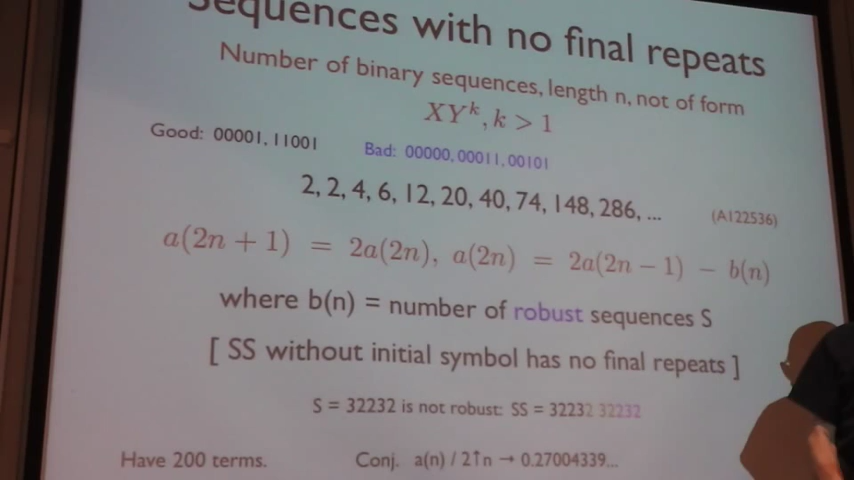 Sequences with no final repeats
Number of binary sequences, length n, not of form
XY^k, k > 1
Good: 00001, 11001 Bad: 00000, 00011, 00101
2, 2, 4, 6, 12, 20, 40, 74, 148, 286, ... (A122536)
a(2n + 1) = 2a(2n), a(2n) = 2a(2n − 1) − b(n)
where b(n) = number of robust sequences S
[ SS without initial symbol has no final repeats ]
S = 32232 is not robust: SS = 32232 32232
Have 200 terms. Conj. a(n) / 2↑n → 0.27004339...